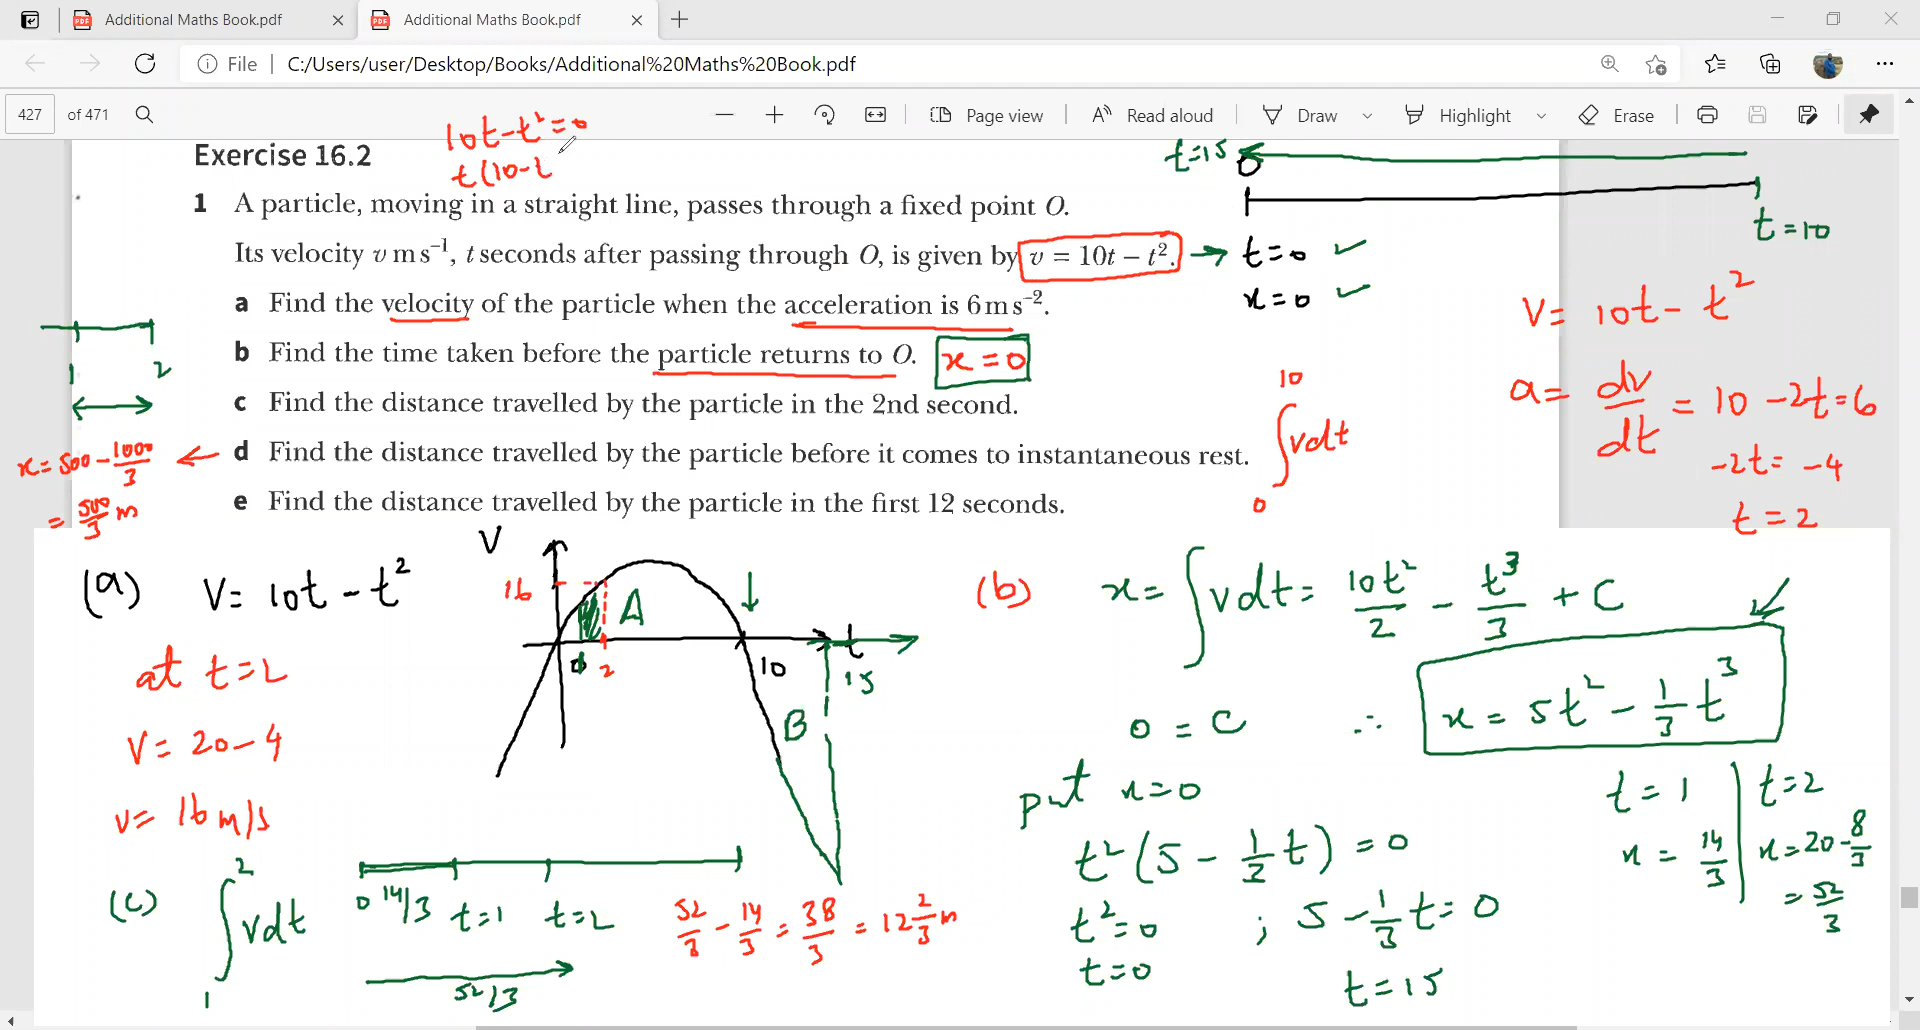 Additional Maths Book.pdf
Additional Maths Book.pdf
File C:/Users/user/Desktop/Books/Additional%20Maths%20Book.pdf
427 of 471
Page view
Read aloud
Draw
Highlight
Erase
10t - t² = 0
t(10 - t
Exercise 16.2
1 A particle, moving in a straight line, passes through a fixed point O.
Its velocity v m s⁻¹, t seconds after passing through O, is given by v = 10t − t².
a Find the velocity of the particle when the acceleration is 6 m s⁻².
b Find the time taken before the particle returns to O. x = 0
c Find the distance travelled by the particle in the 2nd second.
d Find the distance travelled by the particle before it comes to instantaneous rest.
e Find the distance travelled by the particle in the first 12 seconds.
t=15
O
t = 10
t = 0 ✓
x = 0 ✓
V = 10t - t²
a = dv/dt = 10 - 2t = 6
-2t = -4
t = 2
10
∫ vdt
0
1 2
x = 500 - 1000/3
= 500/3 m
(a) V = 10t - t²
at t = 2
V = 20 - 4
V = 16 m/s
V
16
A
0
2
10
t
15
B
(b) x = ∫ vdt = 10t²/2 - t³/3 + C
0 = C ∴ x = 5t² - 1/3 t³
put x = 0
t² (5 - 1/3 t) = 0
t² = 0 ; 5 - 1/3 t = 0
t = 0
t = 15
t = 1
x = 14/3
t = 2
x = 20 - 8/3
= 52/3
(c) 2
∫ vdt
1
0 14/3 t=1 t=2
52/3
52/3 - 14/3 = 38/3 = 12 2/3 m